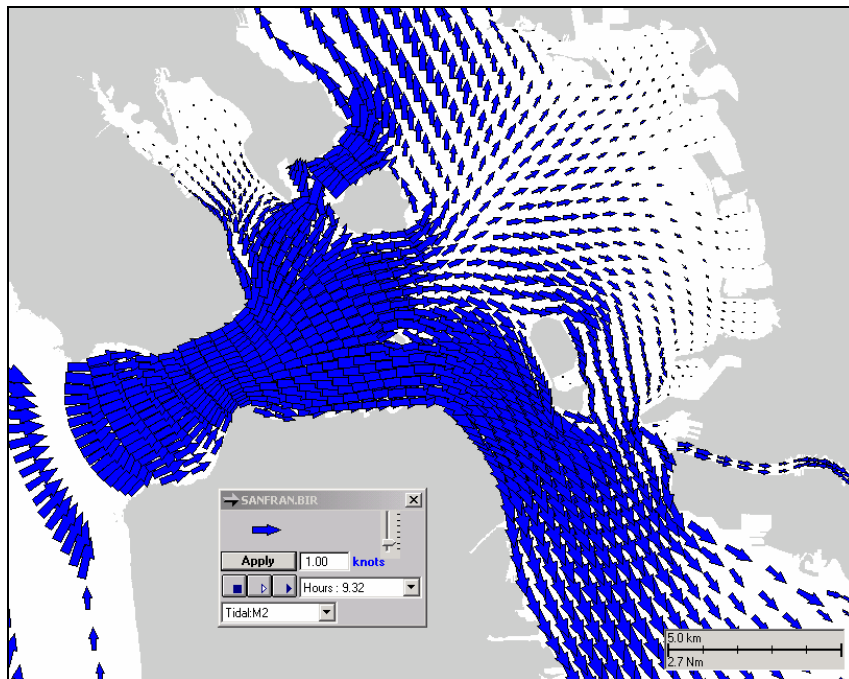 SANFRAN.BIR
Apply 1.00 knots
Hours : 9.32
Tidal:M2
5.0 km
2.7 Nm